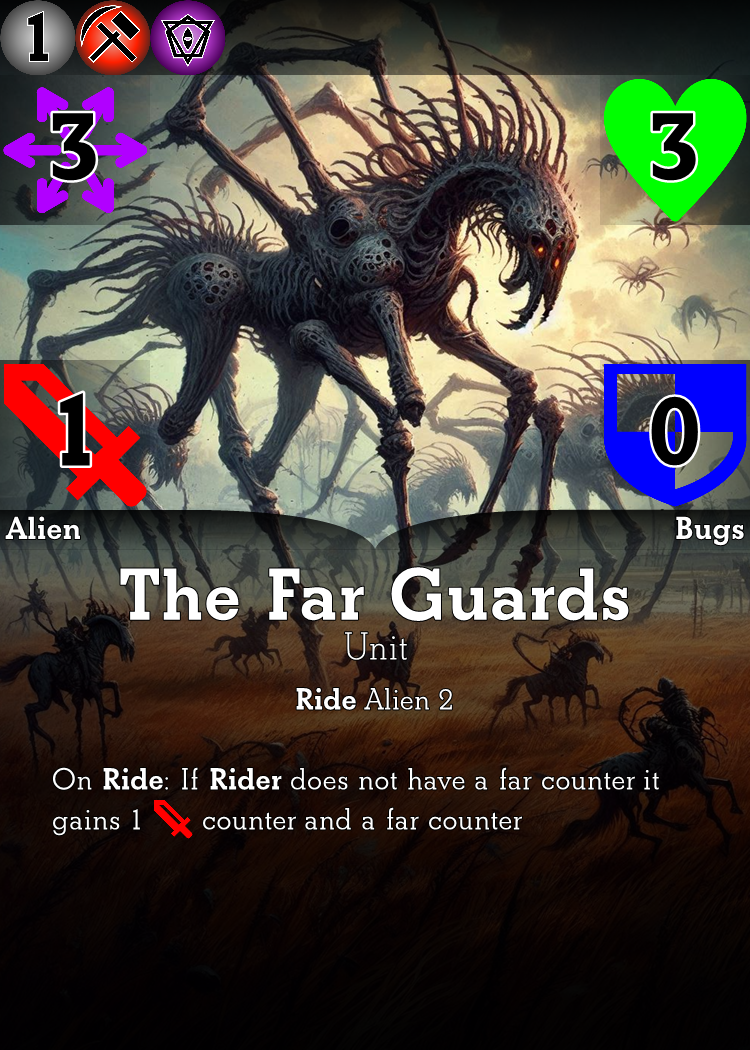 1
3
3
1
0
Alien
Bugs
The Far Guards
Unit
Ride Alien 2
On Ride: If Rider does not have a far counter it
gains 1 counter and a far counter